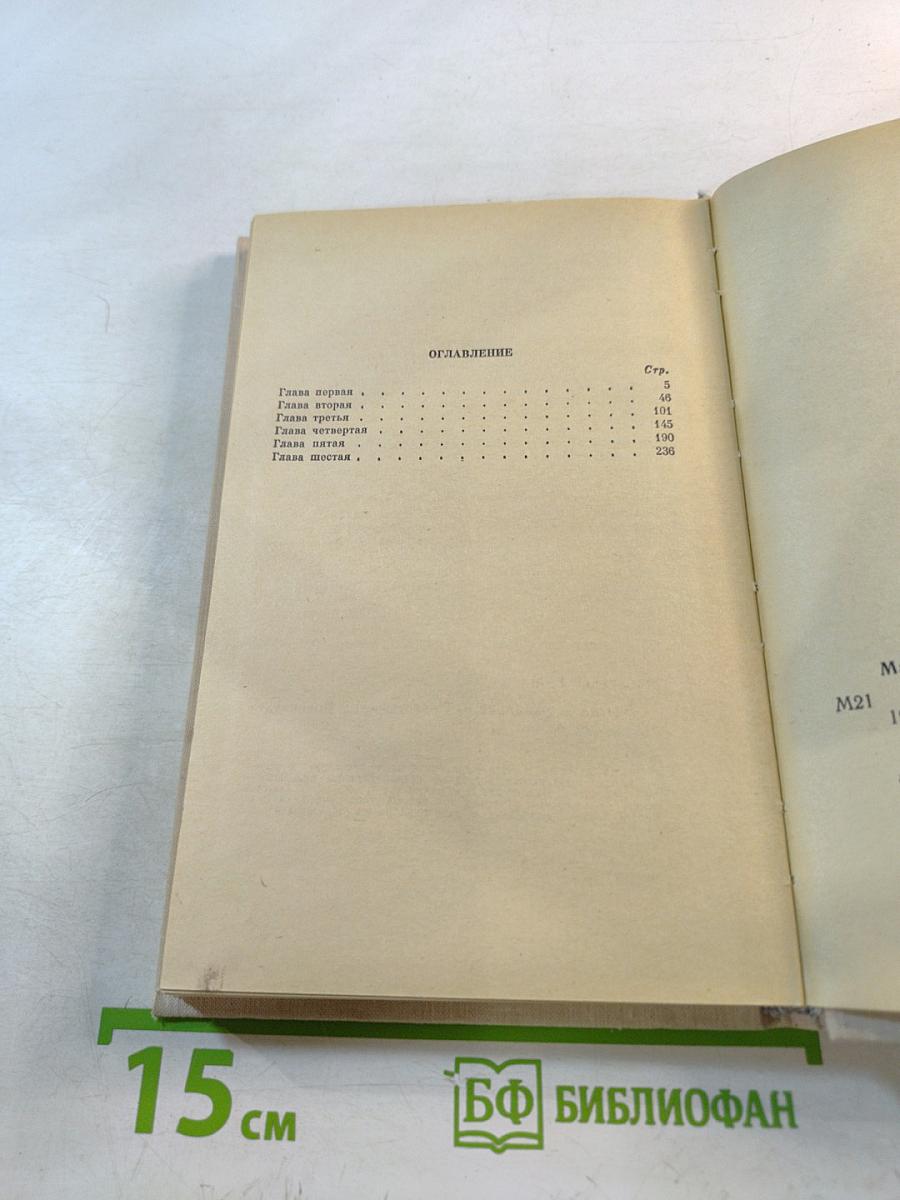 ОГЛАВЛЕНИЕ
Стр.
Глава первая . . . . . . . . . . . . . . 5
Глава вторая . . . . . . . . . . . . . . 46
Глава третья . . . . . . . . . . . . . . 101
Глава четвертая . . . . . . . . . . . . . 145
Глава пятая . . . . . . . . . . . . . . 190
Глава шестая . . . . . . . . . . . . . . 236
М21
15 см
БФ БИБЛИОФАН